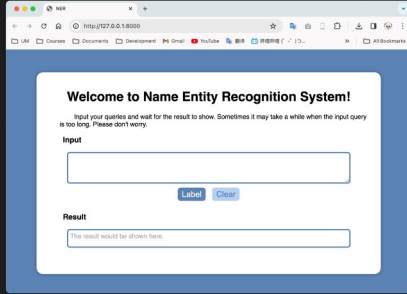 NER
http://127.0.0.1:8000
UM Courses Documents Development Gmail YouTube 翻译 All Bookmarks
Welcome to Name Entity Recognition System!
Input your queries and wait for the result to show. Sometimes it may take a while when the input query
is too long. Please don't worry.
Input
Label Clear
Result
The result would be shown here.